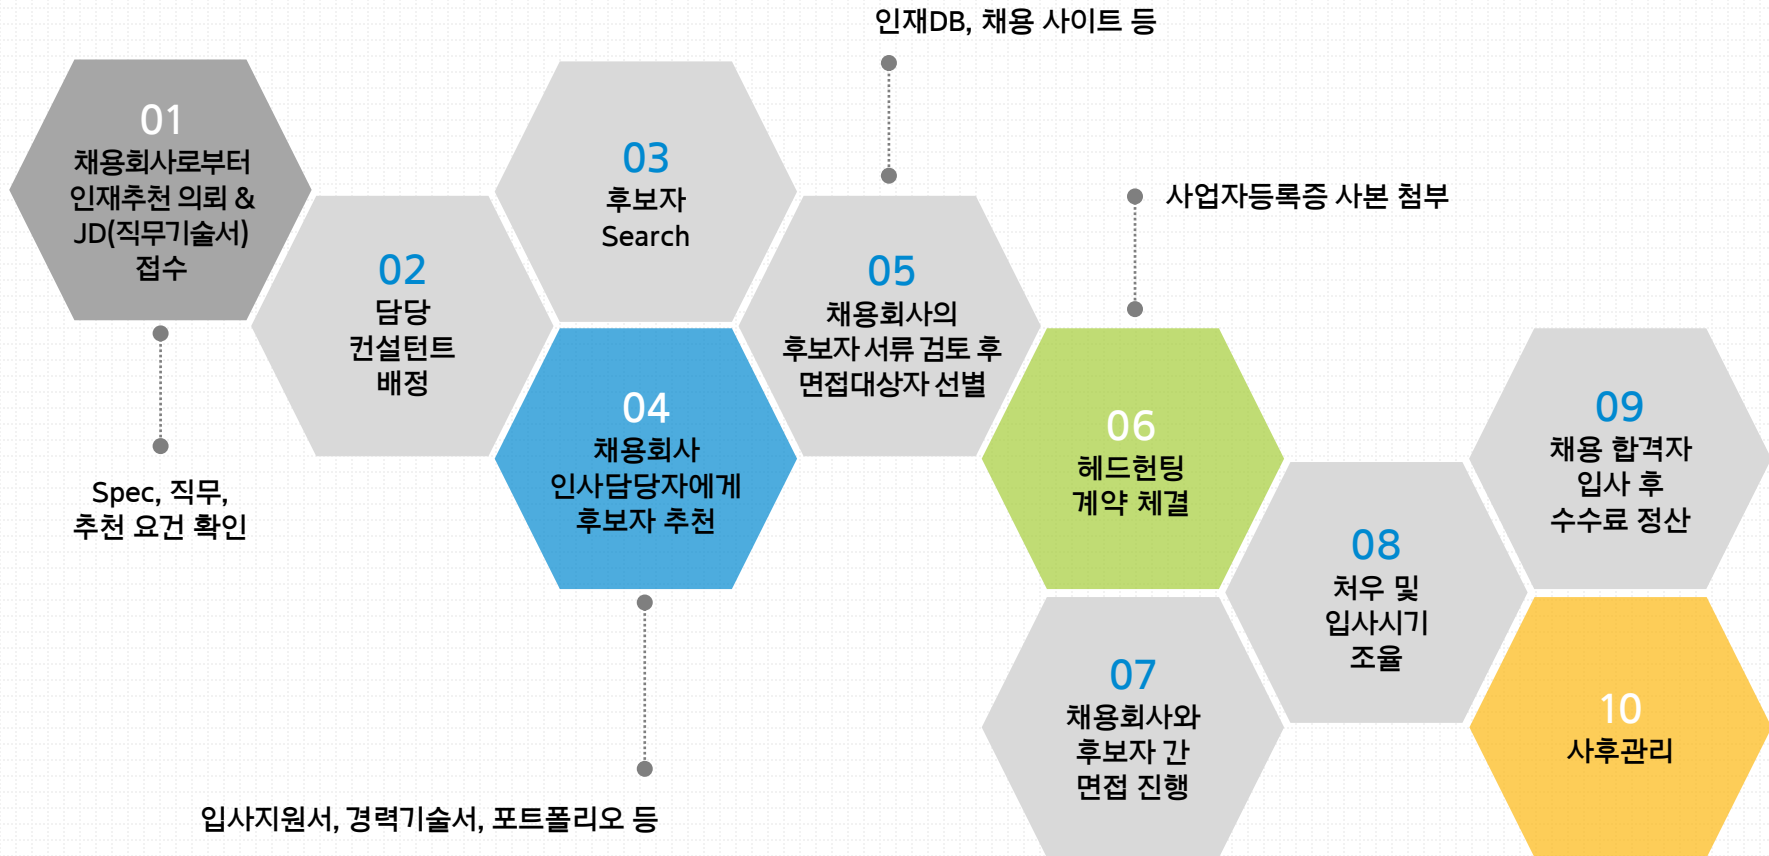 인재DB, 채용 사이트 등
01
채용회사로부터
인재추천 의뢰 &
JD(직무기술서)
접수
Spec, 직무,
추천 요건 확인
02
담당
컨설턴트
배정
03
후보자
Search
04
채용회사
인사담당자에게
후보자 추천
입사지원서, 경력기술서, 포트폴리오 등
05
채용회사의
후보자 서류 검토 후
면접대상자 선별
사업자등록증 사본 첨부
06
헤드헌팅
계약 체결
07
채용회사와
후보자 간
면접 진행
08
처우 및
입사시기
조율
09
채용 합격자
입사 후
수수료 정산
10
사후관리